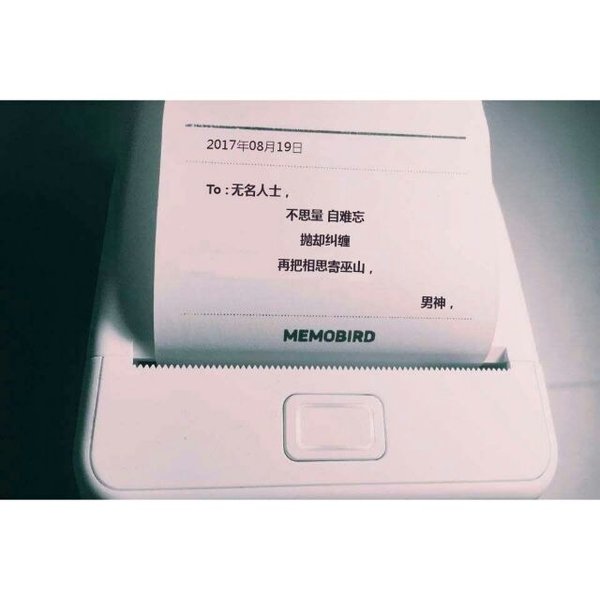 2017年08月19日
To : 无名人士，
不思量 自难忘
抛却纠缠
再把相思寄巫山，
男神，
MEMOBIRD